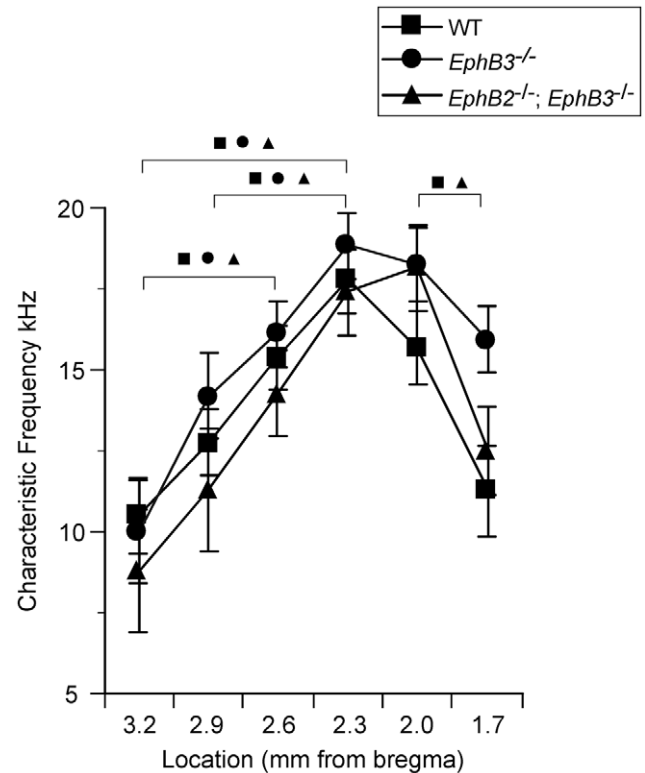 WT
EphB3-/-
EphB2-/-; EphB3-/-
20
15
10
5
Characteristic Frequency kHz
3.2 2.9 2.6 2.3 2.0 1.7
Location (mm from bregma)